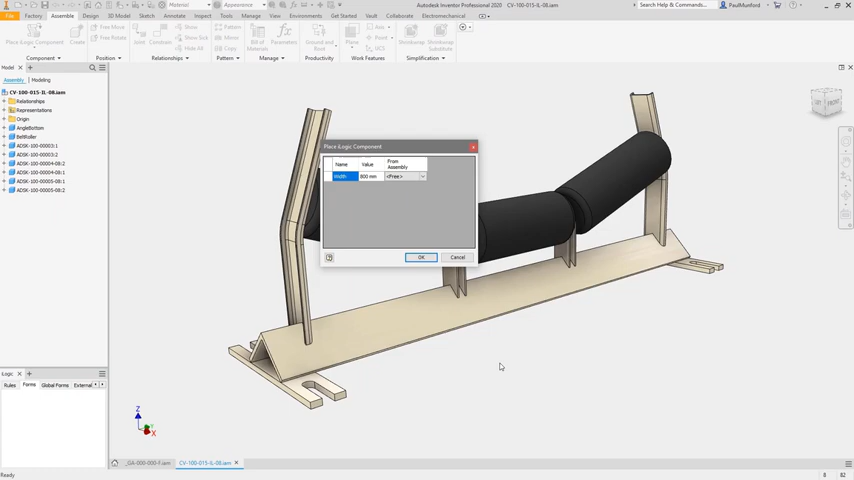 Material
Appearance
Autodesk Inventor Professional 2020 CV-100-015-IL-08.iam
Search Help & Commands...
PaulMunford
File Factory Assemble Design 3D Model Sketch Annotate Inspect Tools Management View Environments Get Started Vault Collaborate Electromechanical
Place iLogic Component
Joint
Constrain
Show
Show Sick
Hide All
Pattern
Mirror
Copy
Bill of Materials
Parameters
Ground and Root
Plane
Axis
Point
UCS
Shrinkwrap
Shrinkwrap Substitute
Component Position Relationships Pattern Manage Productivity Work Features Simplification
Model
Assembly Modeling
CV-100-015-IL-08.iam
Relationships
Representations
Origin
AngleBottom
BeltRoller
ADSK-100-00003:1
ADSK-100-00003:2
ADSK-100-00004-08:2
ADSK-100-00004-08:1
ADSK-100-00005-08:1
ADSK-100-00005-08:2
Place iLogic Component
Name Value From Assembly
Width 800 mm <Free>
OK Cancel
FRONT
iLogic
Rules Forms Global Forms External
Z
X
_GA-000-000-F.iam CV-100-015-IL-08.iam
Ready
8 82